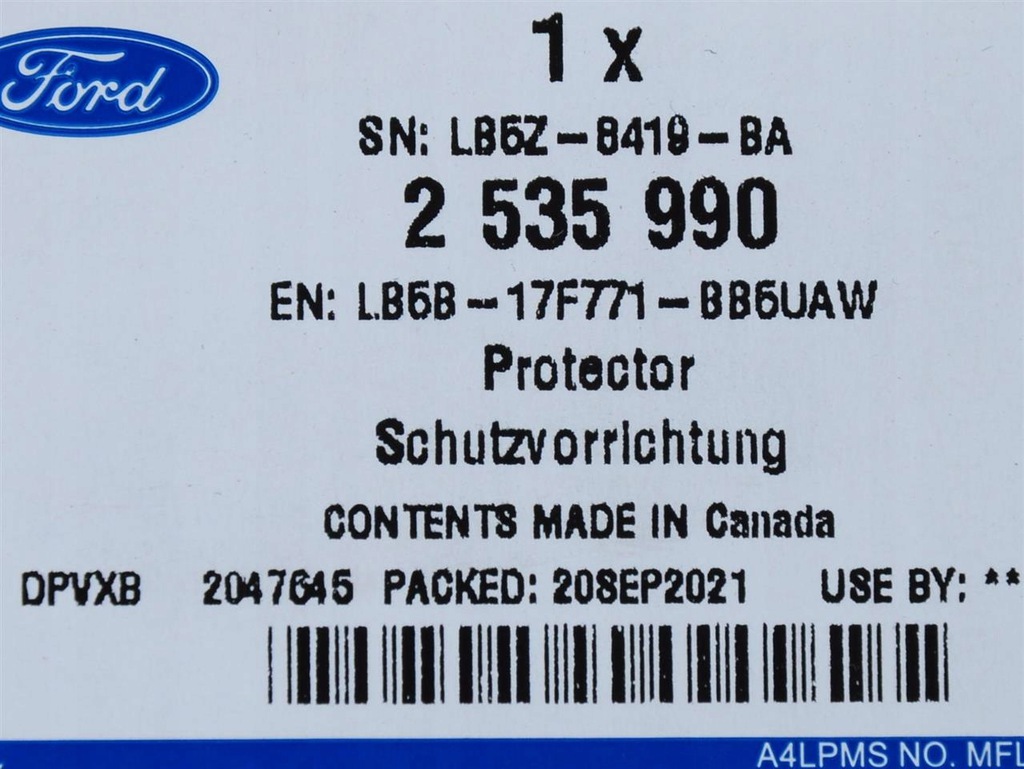 Ford
1 x
SN: LB5Z-8419-BA
2 535 990
EN: LB5B-17F771-BB5UAW
Protector
Schutzvorrichtung
CONTENTS MADE IN Canada
DPVXB 2047645 PACKED: 20SEP2021 USE BY: **
A4LPMS NO. MFL